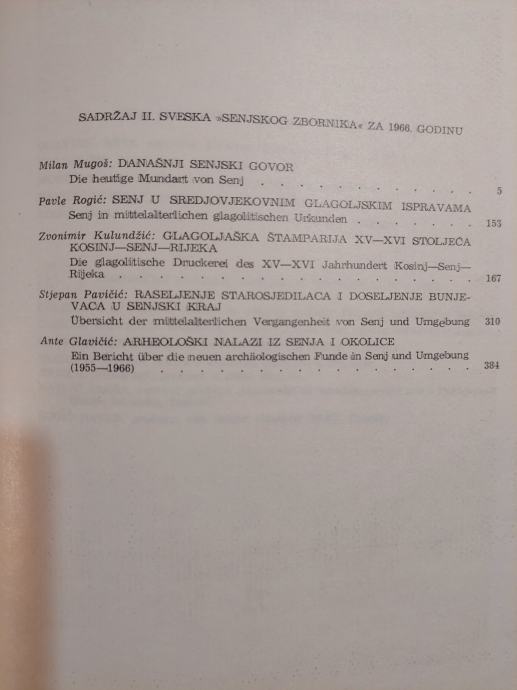 SADRŽAJ II. SVESKA »SENJSKOG ZBORNIKA« ZA 1966. GODINU
Milan Mugoš: DANAŠNJI SENJSKI GOVOR
Die heutige Mundart von Senj . . . . . . . . . . . . 5
Pavle Rogić: SENJ U SREDJOVJEKOVNIM GLAGOLJSKIM ISPRAVAMA
Senj in mittelalterlichen glagolitischen Urkunden . . . . . . 153
Zvonimir Kulundžić: GLAGOLJAŠKA ŠTAMPARIJA XV—XVI STOLJEĆA
KOSINJ—SENJ—RIJEKA
Die glagolitische Druckerei des XV—XVI Jahrhundert Kosinj—Senj—
Rijeka . . . . . . . . . . . . . . . . . 167
Stjepan Pavičić: RASELJENJE STAROSJEDILACA I DOSELJENJE BUNJE-
VACA U SENJSKI KRAJ
Übersicht der mittelalterlichen Vergangenheit von Senj und Umgebung 310
Ante Glavičić: ARHEOLOŠKI NALAZI IZ SENJA I OKOLICE
Ein Bericht über die neuen archäologischen Funde in Senj und Umgebung
(1955—1966) . . . . . . . . . . . . . . . 384